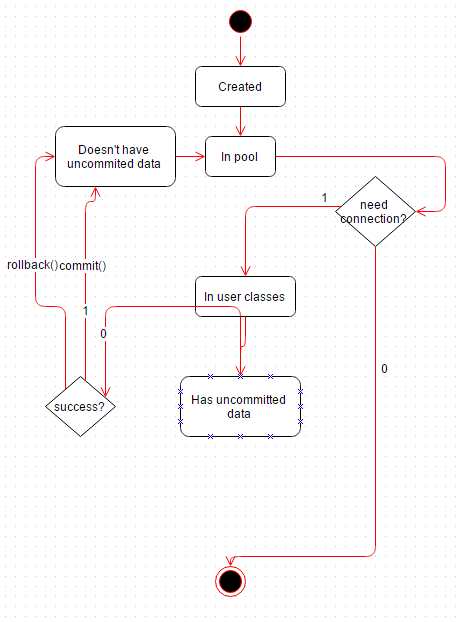 Created
Doesn't have
uncommited data
In pool
need
connection?
1
rollback()
commit()
In user classes
1
0
0
success?
Has uncommitted
data